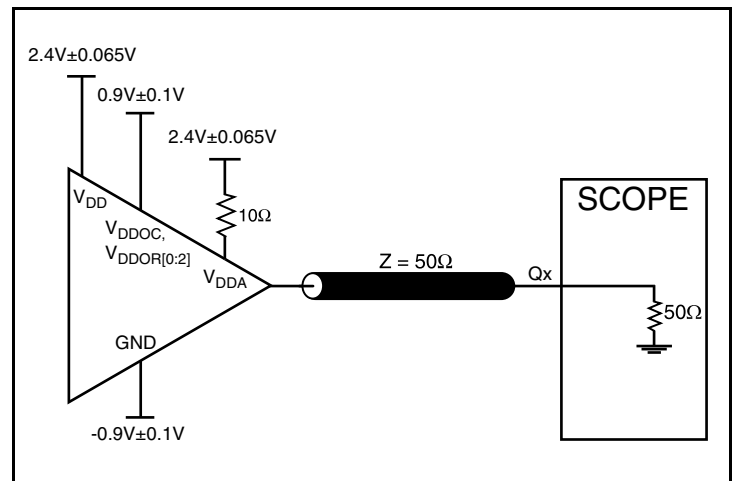 2.4V±0.065V
0.9V±0.1V
2.4V±0.065V
10Ω
VDD
VDDOC,
VDDOR[0:2]
VDDA
GND
-0.9V±0.1V
Z = 50Ω
Qx
SCOPE
50Ω